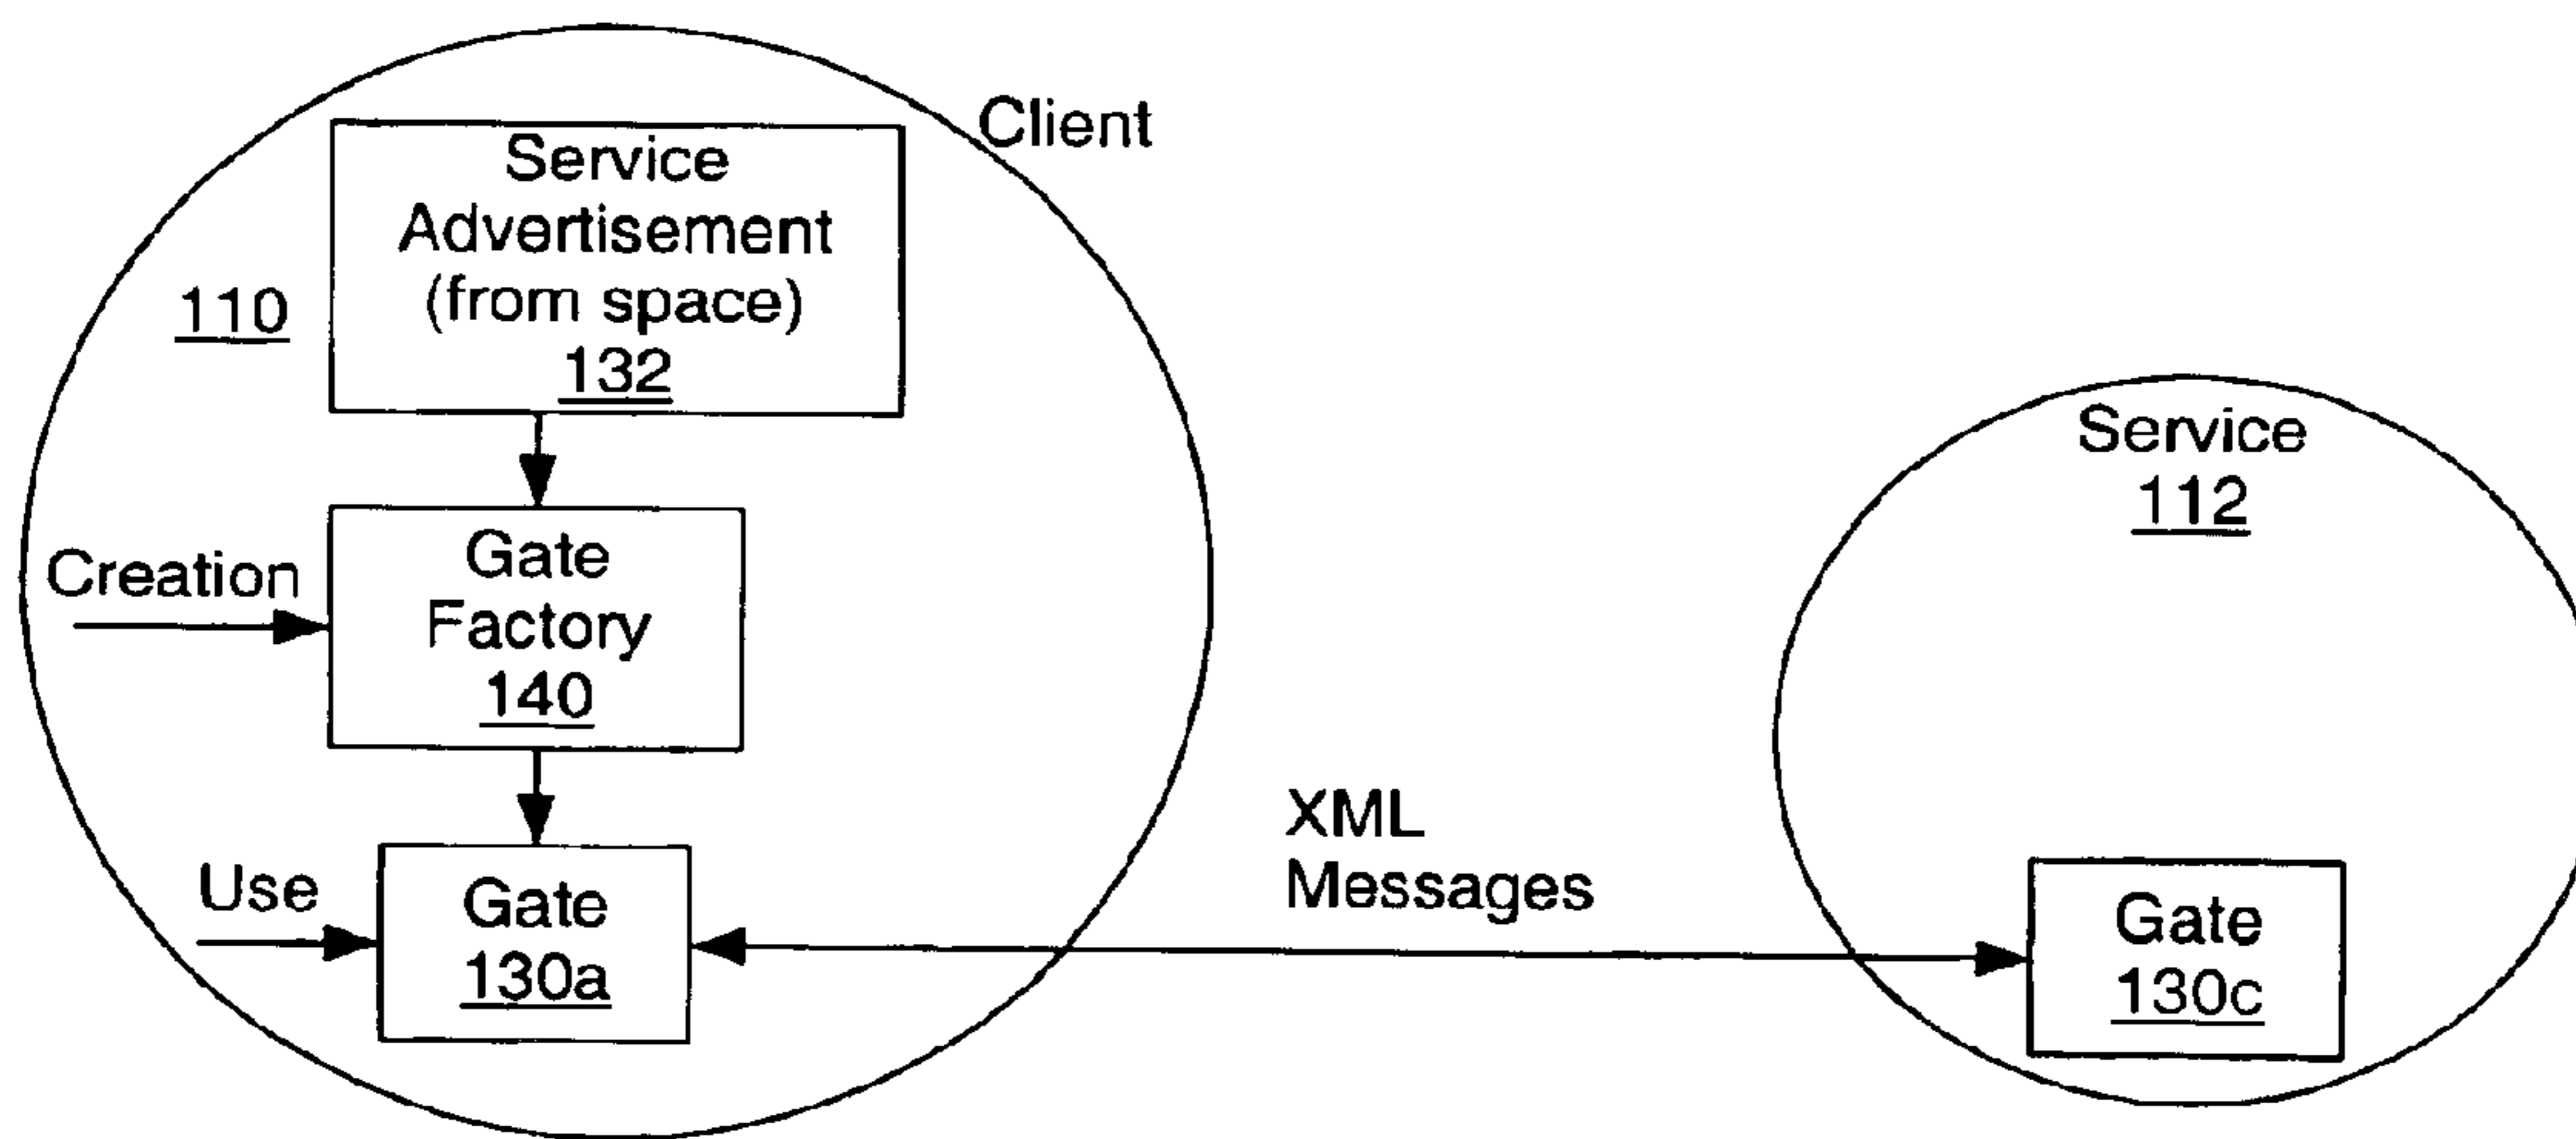 Client
Service
Advertisement
(from space)
132
110
Creation
Gate
Factory
140
Use
Gate
130a
XML
Messages
Service
112
Gate
130c